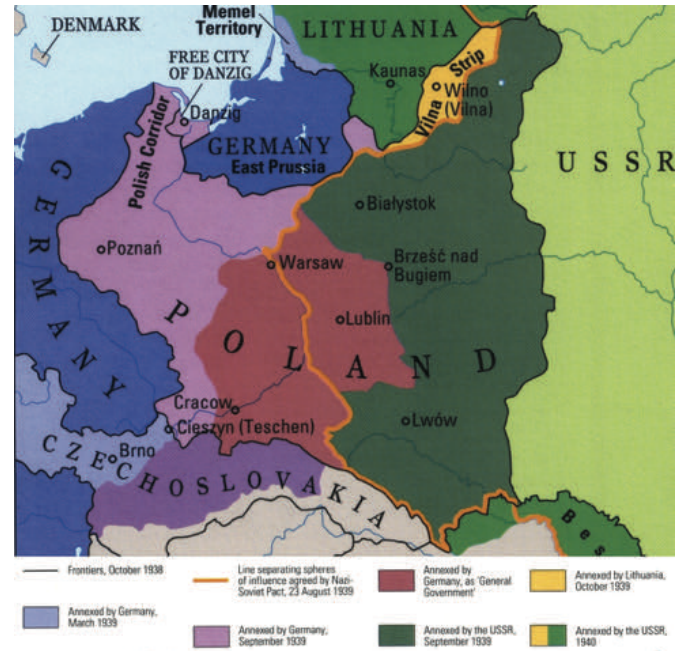 DENMARK
Memel
Territory
LITHUANIA
FREE CITY
OF DANZIG
Kaunas
Vilna Strip
Wilno
(Vilna)
Danzig
Polish Corridor
GERMANY
East Prussia
USSR
GERMANY
Białystok
Poznań
Warsaw
Brześć nad
Bugiem
Lublin
POLAND
Cracow
Cieszyn (Teschen)
Lwów
Brno
CZECHOSLOVAKIA
Bes
Frontiers, October 1938
Line separating spheres
of influence agreed by Nazi-
Soviet Pact, 23 August 1939
Annexed by
Germany, as 'General
Government'
Annexed by Lithuania,
October 1939
Annexed by Germany,
March 1939
Annexed by Germany,
September 1939
Annexed by the USSR,
September 1939
Annexed by the USSR,
1940